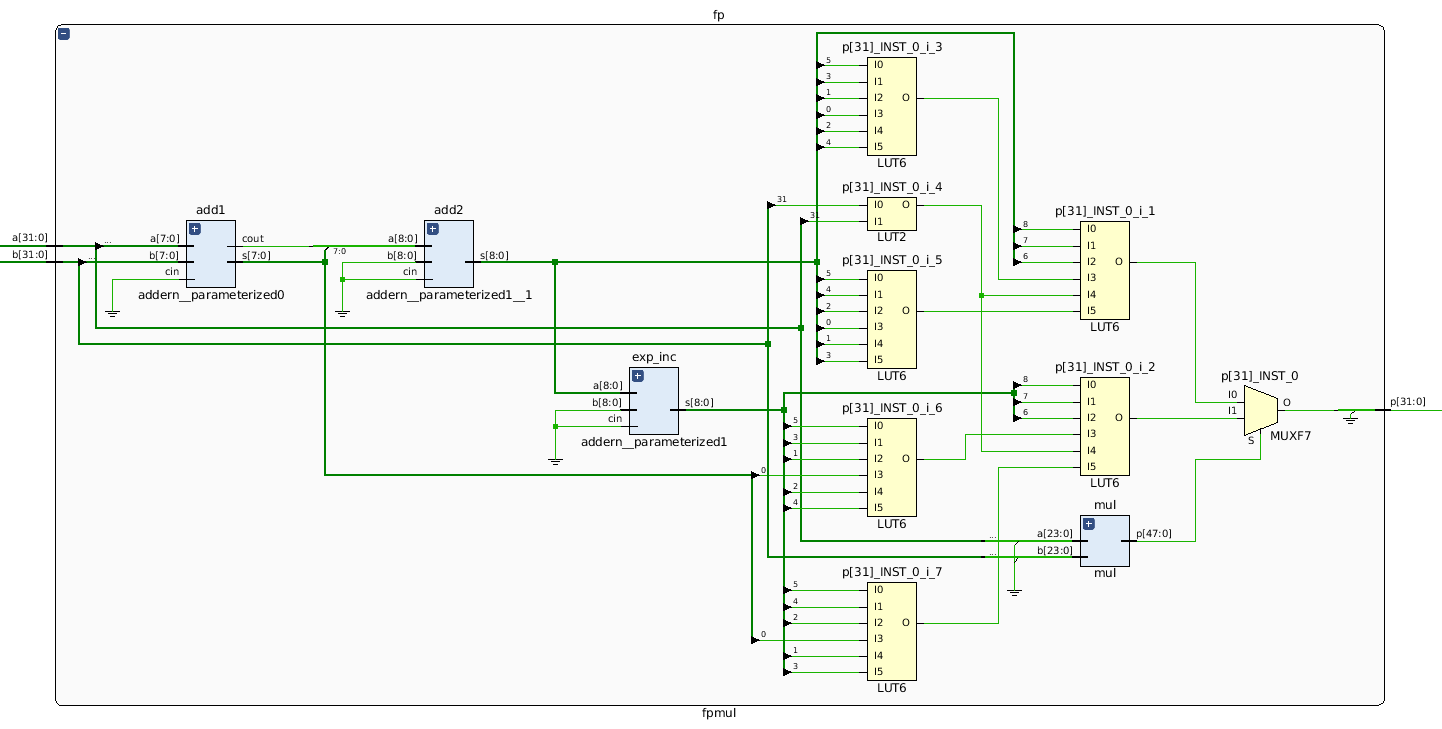 fp
p[31]_INST_0_i_3
5 I0
3 I1
1 I2 O
0 I3
2 I4
4 I5
LUT6
p[31]_INST_0_i_4
31 I0 O
31 I1
LUT2
add1
a[31:0] ... a[7:0] cout
b[31:0] ... b[7:0] s[7:0]
cin
addern__parameterized0
add2
7:0
a[8:0]
b[8:0] s[8:0]
cin
addern__parameterized1__1
p[31]_INST_0_i_1
8 I0
7 I1
6 I2 O
I3
I4
I5
LUT6
p[31]_INST_0_i_5
5 I0
4 I1
2 I2 O
0 I3
1 I4
3 I5
LUT6
exp_inc
a[8:0]
b[8:0] s[8:0]
cin
addern__parameterized1
p[31]_INST_0_i_2
8 I0
7 I1
6 I2 O
I3
I4
I5
LUT6
p[31]_INST_0
I0 O
I1
S MUXF7
p[31:0]
p[31]_INST_0_i_6
5 I0
3 I1
1 I2 O
0 I3
2 I4
4 I5
LUT6
mul
... a[23:0] p[47:0]
... b[23:0]
mul
p[31]_INST_0_i_7
5 I0
4 I1
2 I2 O
0 I3
1 I4
3 I5
LUT6
fpmul